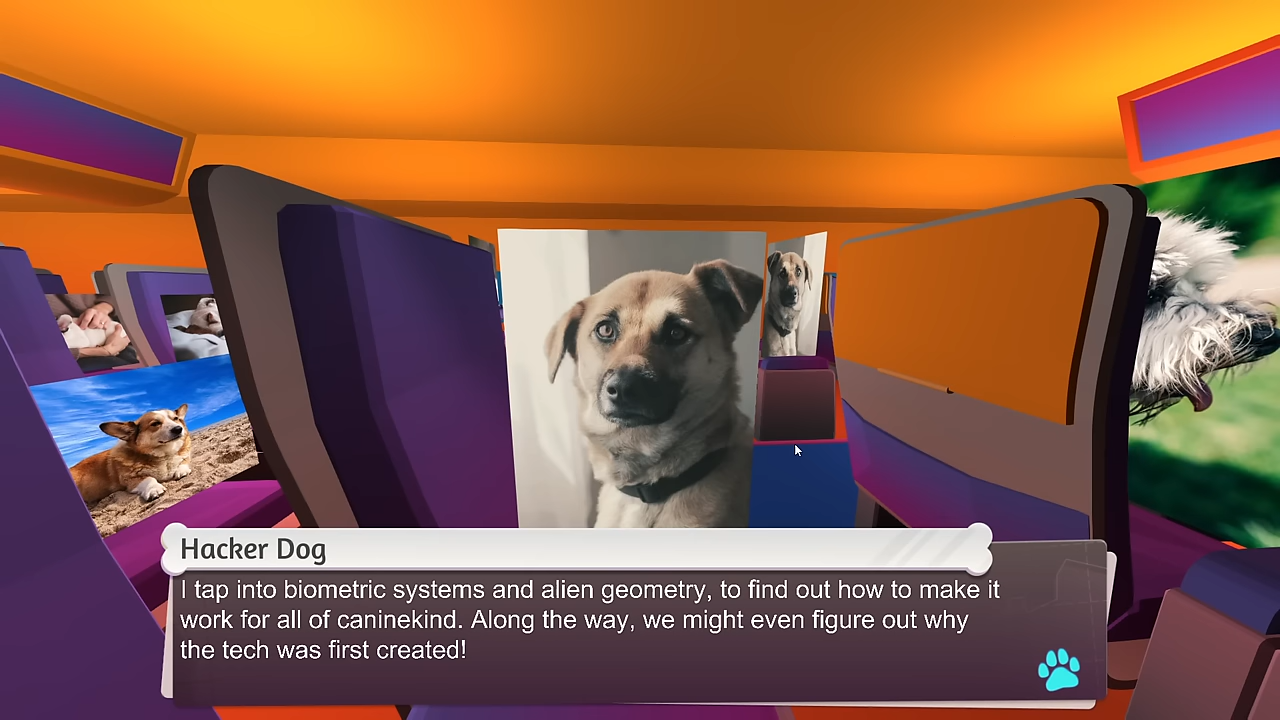 Hacker Dog
I tap into biometric systems and alien geometry, to find out how to make it
work for all of caninekind. Along the way, we might even figure out why
the tech was first created!